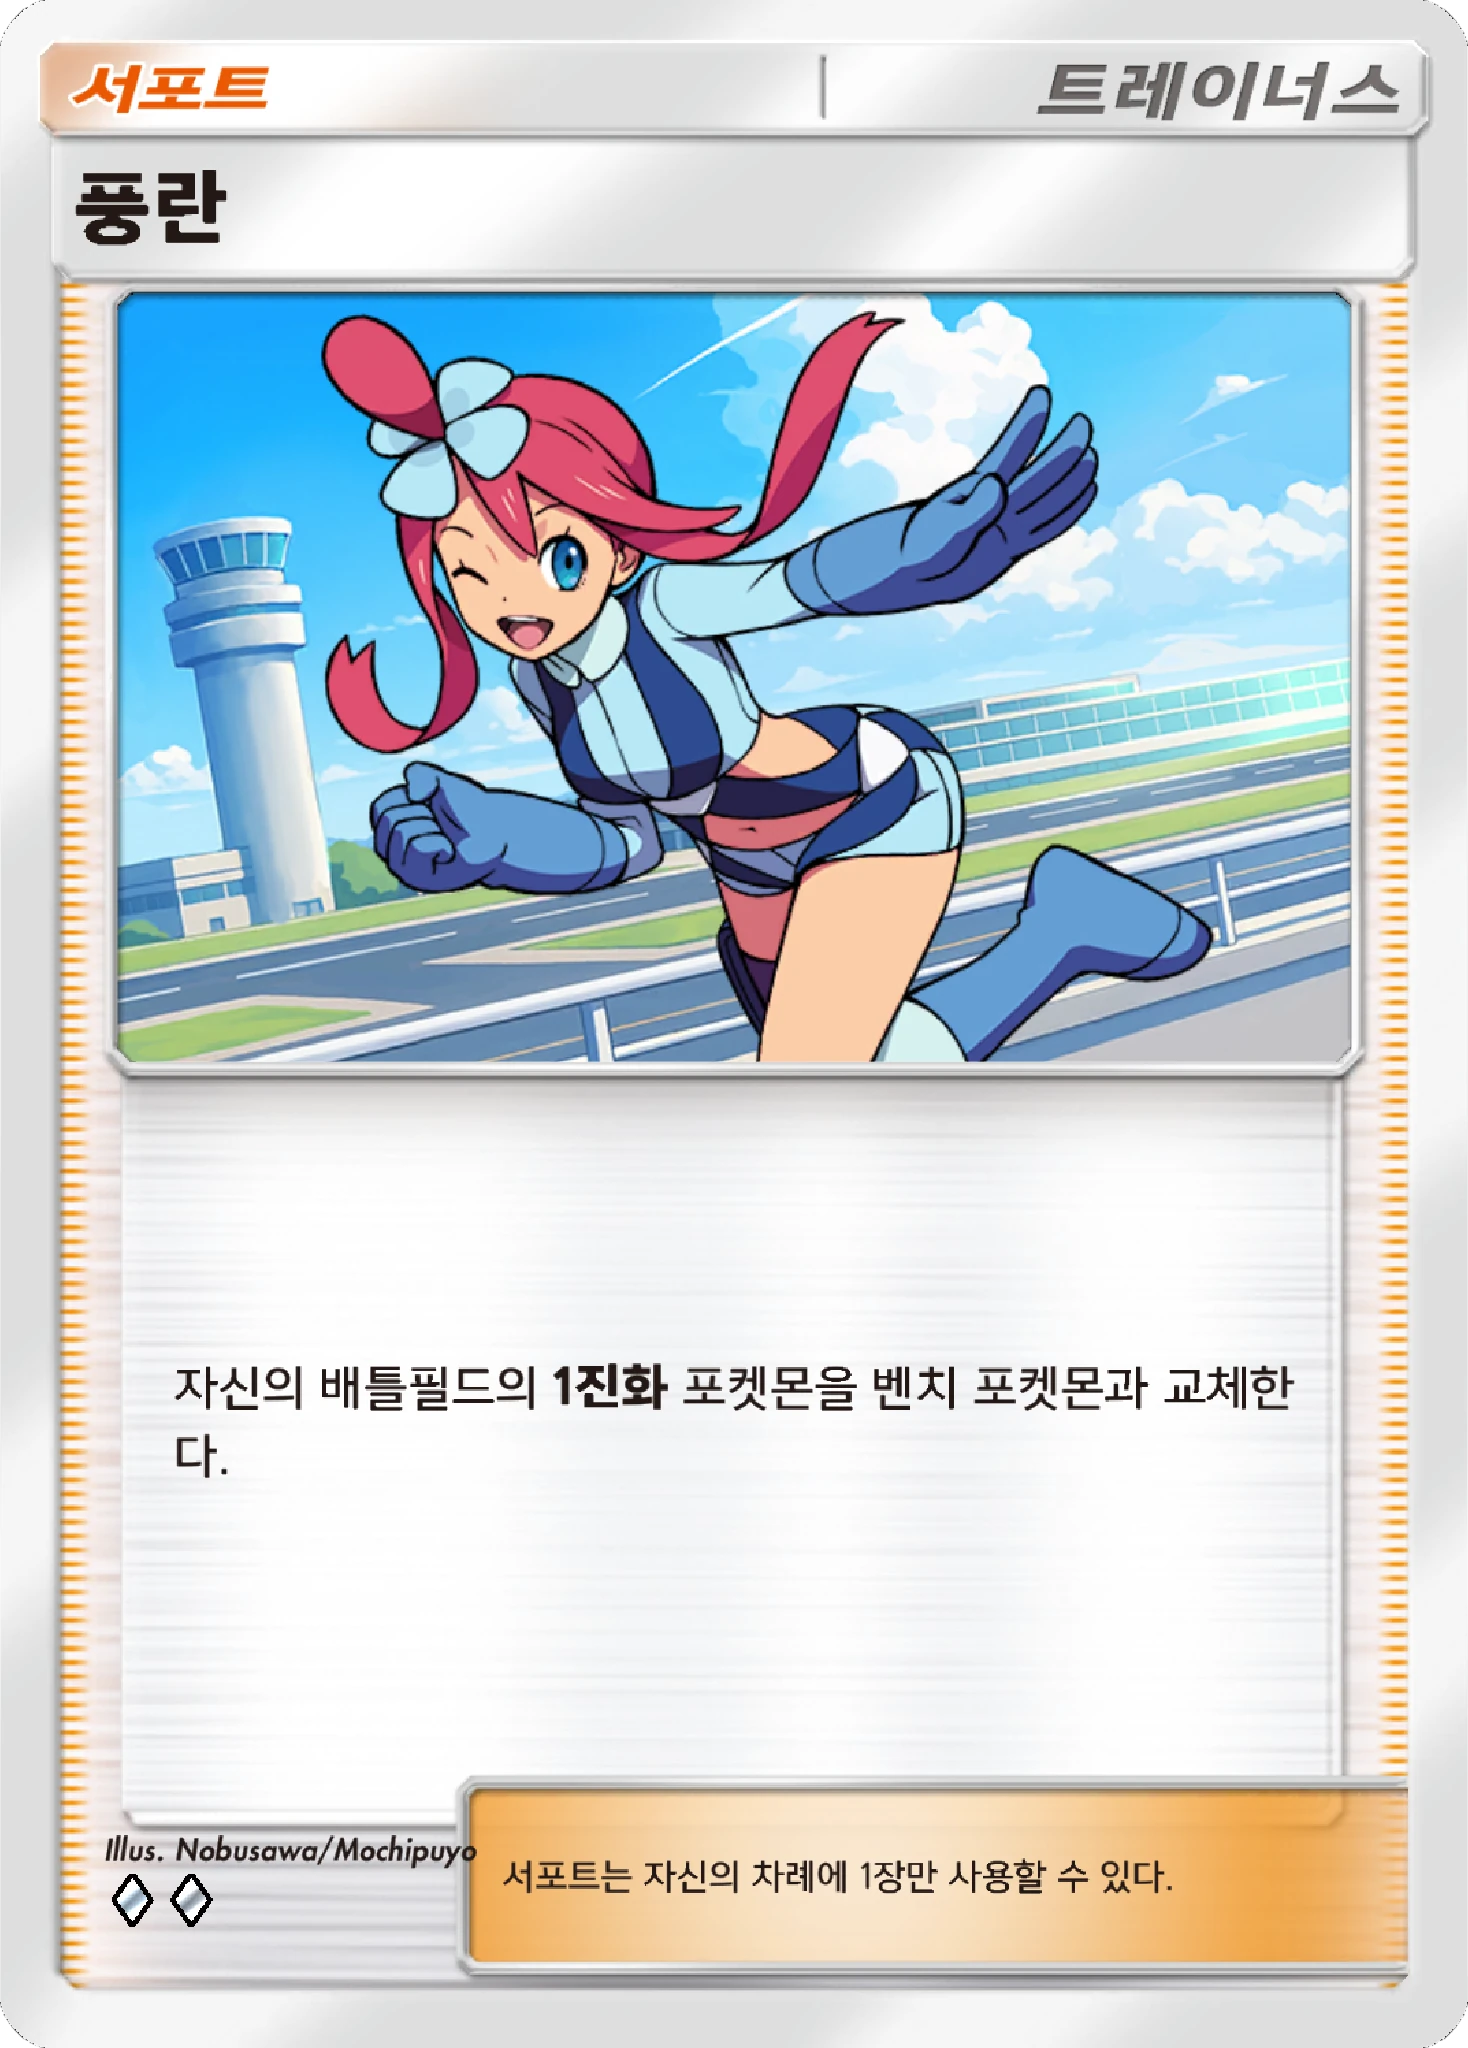 서포트
트레이너스
풍란
자신의 배틀필드의 1진화 포켓몬을 벤치 포켓몬과 교체한
다.
Illus. Nobusawa/Mochipuyo
서포트는 자신의 차례에 1장만 사용할 수 있다.